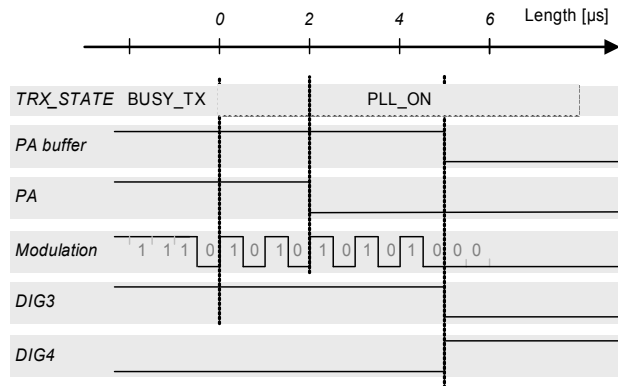 0 2 4 6 Length [µs]
TRX_STATE BUSY_TX PLL_ON
PA buffer
PA
Modulation 1 1 1 0 1 0 1 0 1 0 1 0 1 0 0 0
DIG3
DIG4